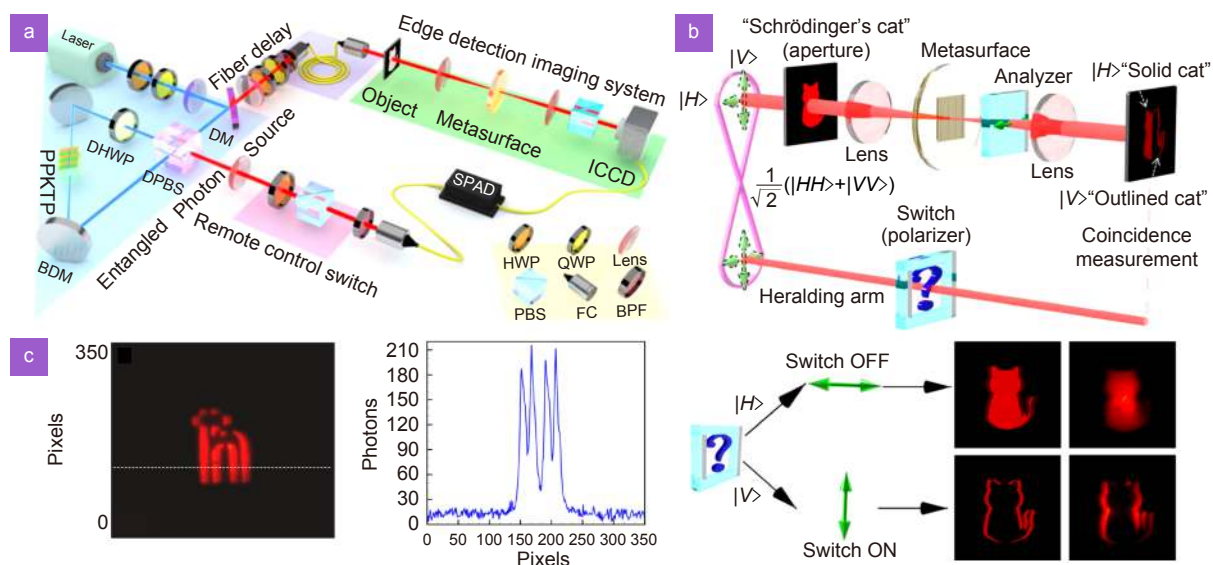 a
Laser
Fiber delay
Edge detection imaging system
Object
Metasurface
ICCD
DM
DHWP
DPBS
PPKTP
BDM
Entangled Photon Source
Remote control switch
SPAD
HWP
QWP
Lens
PBS
FC
BPF
b
"Schrödinger's cat"
(aperture)
Metasurface
Analyzer
|V>
|H>
|H>"Solid cat"
Lens
Lens
1/√2 (|HH>+|VV>)
|V>"Outlined cat"
Switch
(polarizer)
Coincidence
measurement
Heralding arm
?
Switch OFF
|H>
?
|V>
Switch ON
c
350
Pixels
0
Photons
210
180
150
120
90
60
30
0
0 50 100 150 200 250 300 350
Pixels